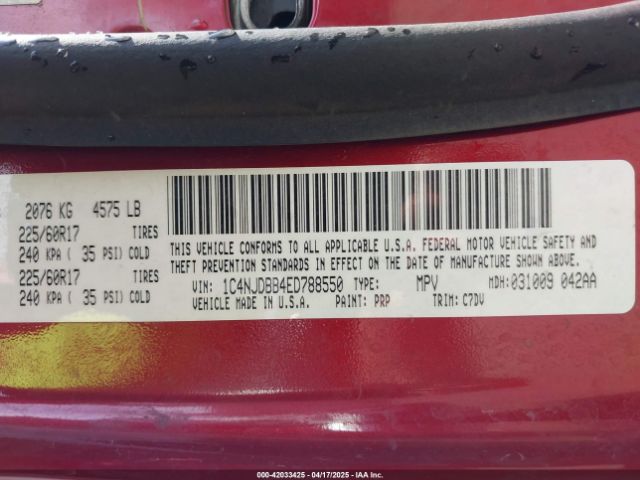 2076 KG 4575 LB
225/60R17 TIRES
240 KPA ( 35 PSI) COLD
225/60R17 TIRES
240 KPA ( 35 PSI) COLD
THIS VEHICLE CONFORMS TO ALL APPLICABLE U.S.A. FEDERAL MOTOR VEHICLE SAFETY AND
THEFT PREVENTION STANDARDS IN EFFECT ON THE DATE OF MANUFACTURE SHOWN ABOVE.
VIN: 1C4NJDBB4ED788550 TYPE: MPV MDH: 031009 042AA
VEHICLE MADE IN U.S.A. PAINT: PRP TRIM: C7DV
000-42033425 04/17/2025 Copyright © 2025 IAA, Inc.